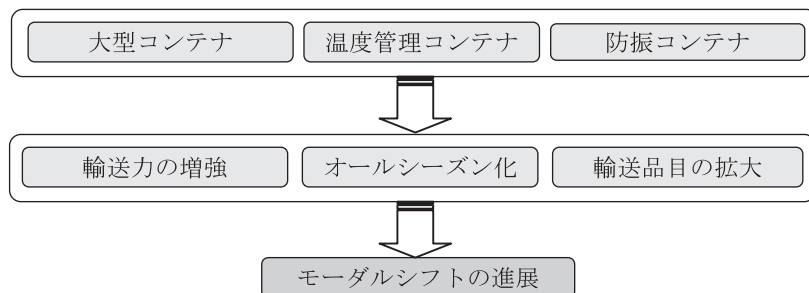 大型コンテナ
温度管理コンテナ
防振コンテナ
輸送力の増強
オールシーズン化
輸送品目の拡大
モーダルシフトの進展